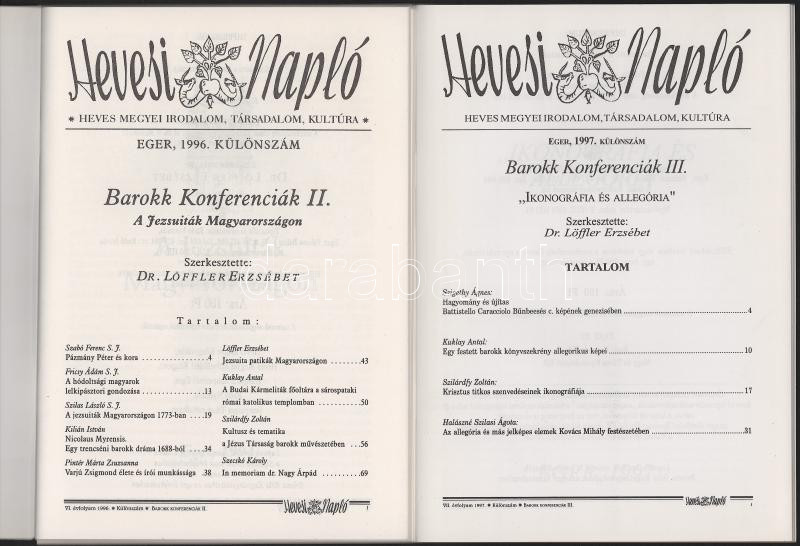 Hevesi Napló
* HEVES MEGYEI IRODALOM, TÁRSADALOM, KULTÚRA *
EGER, 1996. KÜLÖNSZÁM
Barokk Konferenciák II.
A Jezsuiták Magyarországon
Szerkesztette:
DR. LÖFFLER ERZSÉBET
Tartalom:
Szabó Ferenc S. J.
Pázmány Péter és kora 4
Fricsy Ádám S. J.
A hódoltsági magyarok
lelkipásztori gondozása 13
Szilas László S. J.
A jezsuiták Magyarországon 1773-ban 19
Kilián István
Nicolaus Myrensis.
Egy trencséni barokk dráma 1688-ból 34
Pintér Márta Zsuzsanna
Varjú Zsigmond élete és írói munkássága 38
Löffler Erzsébet
Jezsuita patikák Magyarországon 43
Kuklay Antal
A Budai Kármeliták főoltára a sárospataki
római katolikus templomban 50
Szilárdfy Zoltán
Kultusz és tematika
a Jézus Társaság barokk művészetében 56
Szecskó Károly
In memoriam dr. Nagy Árpád 69
VI. évfolyam 1996. * Különszám * BAROKK KONFERENCIÁK II.
Hevesi Napló
1
Hevesi Napló
HEVES MEGYEI IRODALOM, TÁRSADALOM, KULTÚRA
EGER, 1997. KÜLÖNSZÁM
Barokk Konferenciák III.
„IKONOGRÁFIA ÉS ALLEGÓRIA"
Szerkesztette:
Dr. Löffler Erzsébet
TARTALOM
Szigethy Ágnes:
Hagyomány és újítas
Battistello Caracciolo Bűnbeesés c. képének genezisében 4
Kuklay Antal:
Egy festett barokk könyvszekrény allegorikus képei 10
Szilárdfy Zoltán:
Krisztus titkos szenvedéseinek ikonográfiája 17
Halászné Szilasi Ágota:
Az allegória és más jelképes elemek Kovács Mihály festészetében 31
VII. évfolyam 1997. * Különszám * BAROKK KONFERENCIÁK III.
Hevesi Napló
1
darabanth